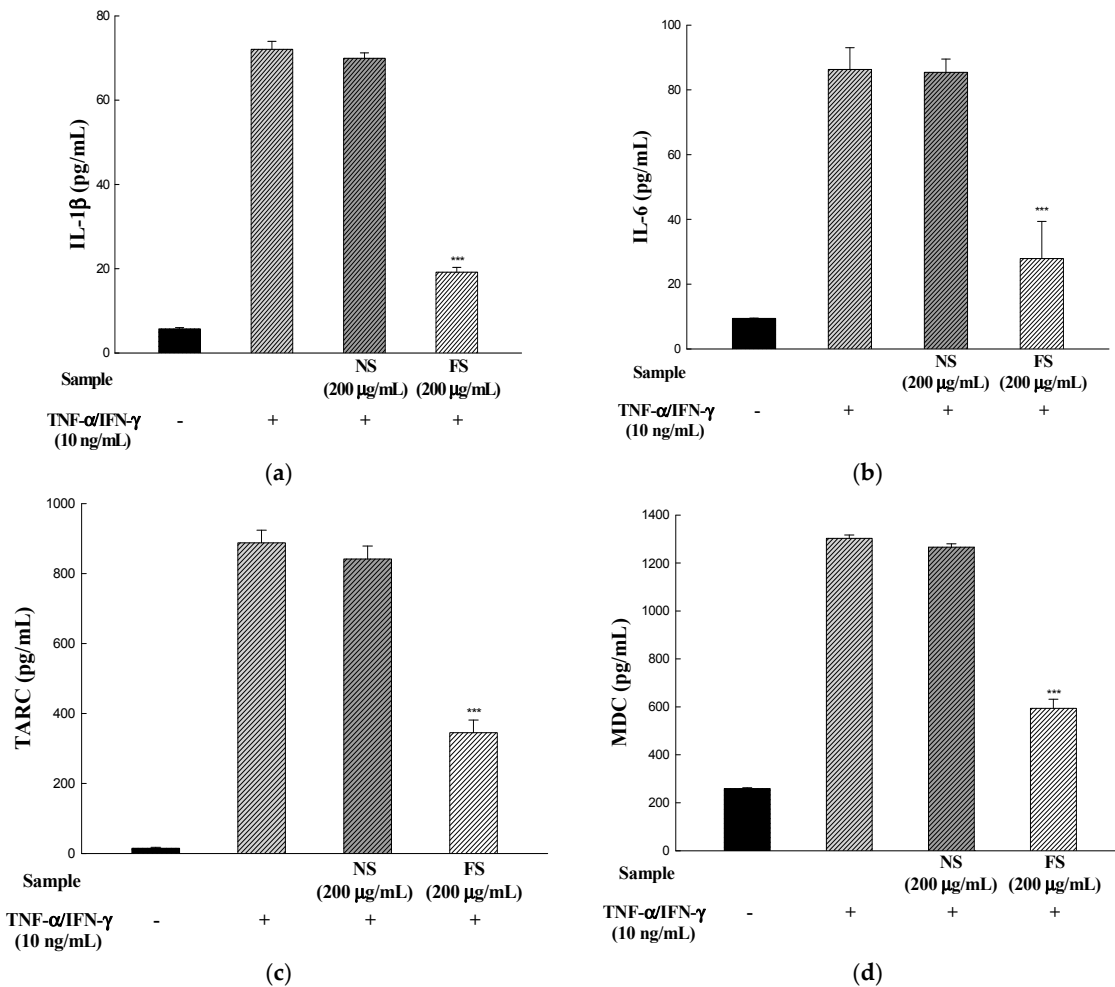 80
60
40
20
0
IL-1β (pg/mL)
***
Sample
NS
(200 μg/mL)
FS
(200 μg/mL)
TNF-α/IFN-γ
(10 ng/mL)
- + + +
(a)
100
80
60
40
20
0
IL-6 (pg/mL)
***
Sample
NS
(200 μg/mL)
FS
(200 μg/mL)
TNF-α/IFN-γ
(10 ng/mL)
- + + +
(b)
1000
800
600
400
200
0
TARC (pg/mL)
***
Sample
NS
(200 μg/mL)
FS
(200 μg/mL)
TNF-α/IFN-γ
(10 ng/mL)
- + + +
(c)
1400
1200
1000
800
600
400
200
0
MDC (pg/mL)
***
Sample
NS
(200 μg/mL)
FS
(200 μg/mL)
TNF-α/IFN-γ
(10 ng/mL)
- + + +
(d)